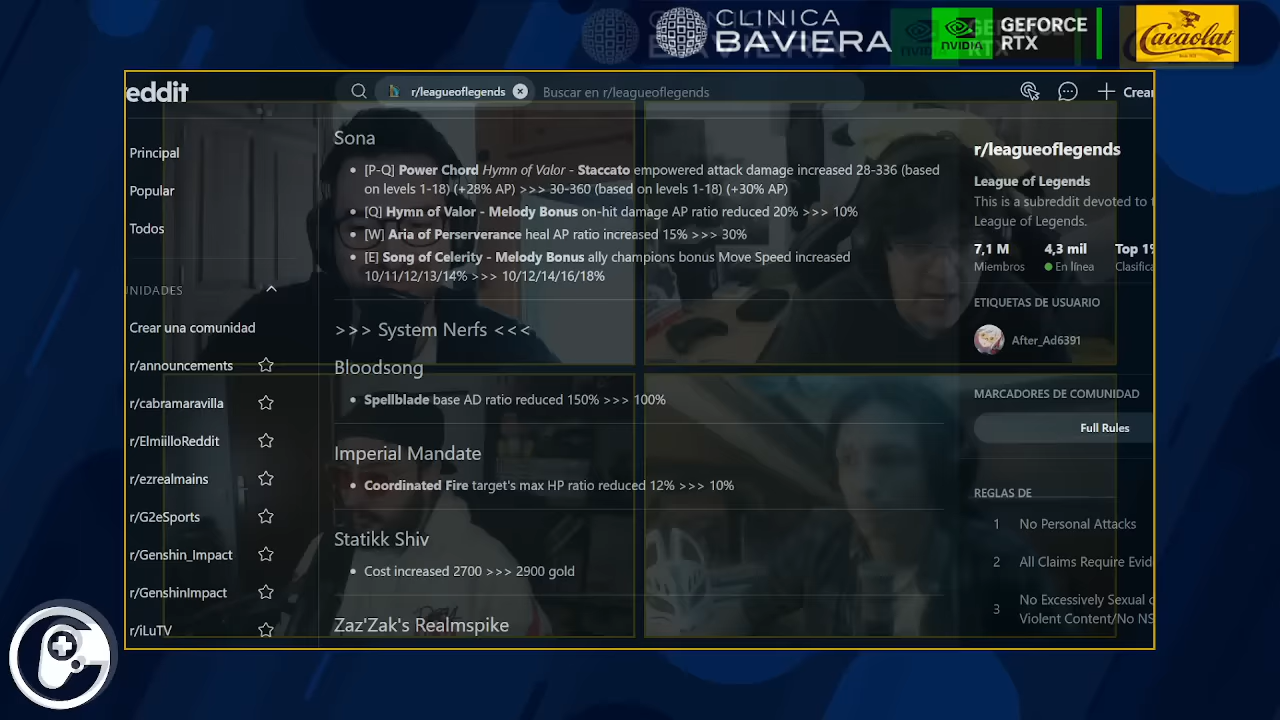 CLINICA
BAVIERA
NVIDIA
GEFORCE
RTX
Cacaolat
eddit
r/leagueoflegends
Buscar en r/leagueoflegends
Crear
Principal
Popular
Todos
UNIDADES
Crear una comunidad
r/announcements
r/cabramaravilla
r/ElmiilloReddit
r/ezrealmains
r/G2eSports
r/Genshin_Impact
r/GenshinImpact
r/iLuTV
Sona
[P-Q] Power Chord Hymn of Valor - Staccato empowered attack damage increased 28-336 (based
on levels 1-18) (+28% AP) >>> 30-360 (based on levels 1-18) (+30% AP)
[Q] Hymn of Valor - Melody Bonus on-hit damage AP ratio reduced 20% >>> 10%
[W] Aria of Perserverance heal AP ratio increased 15% >>> 30%
[E] Song of Celerity - Melody Bonus ally champions bonus Move Speed increased
10/11/12/13/14% >>> 10/12/14/16/18%
>>> System Nerfs <<<
Bloodsong
Spellblade base AD ratio reduced 150% >>> 100%
Imperial Mandate
Coordinated Fire target's max HP ratio reduced 12% >>> 10%
Statikk Shiv
Cost increased 2700 >>> 2900 gold
Zaz'Zak's Realmspike
r/leagueoflegends
League of Legends
This is a subreddit devoted to t
League of Legends.
7,1 M 4,3 mil Top 1%
Miembros En línea Clasifica
ETIQUETAS DE USUARIO
After_Ad6391
MARCADORES DE COMUNIDAD
Full Rules
REGLAS DE
1 No Personal Attacks
2 All Claims Require Evid
3 No Excessively Sexual o
Violent Content/No NS